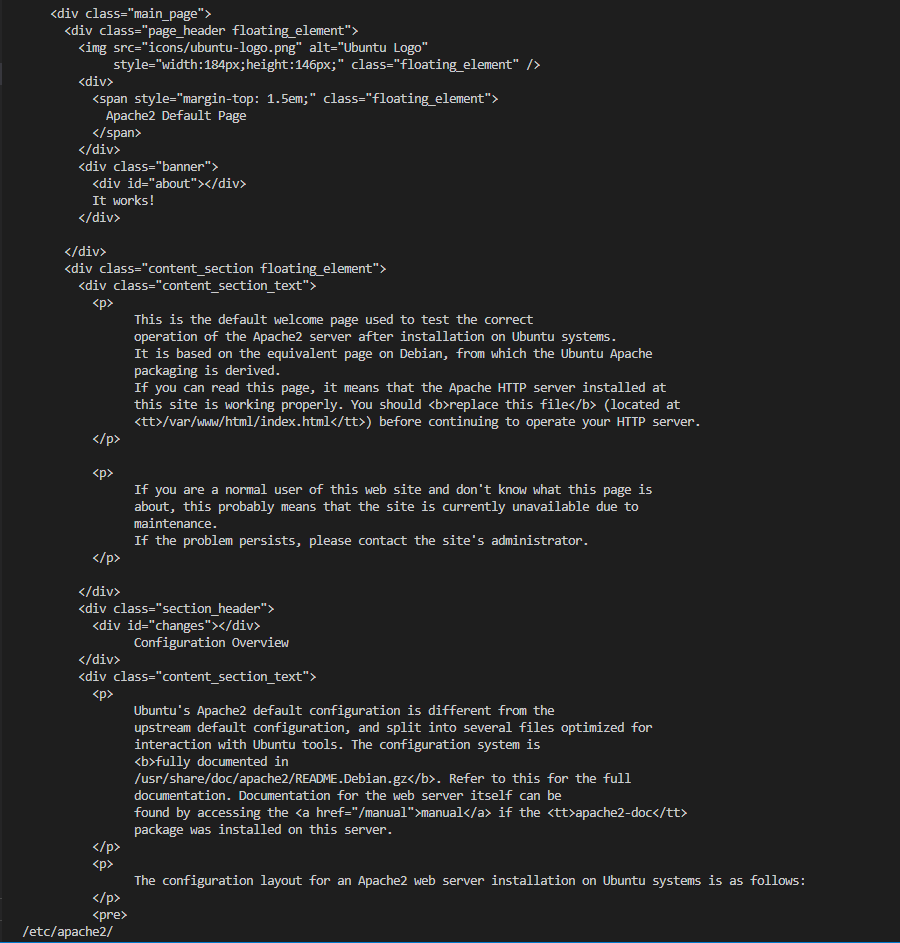 <div class="main_page">
<div class="page_header floating_element">
<img src="icons/ubuntu-logo.png" alt="Ubuntu Logo"
style="width:184px;height:146px;" class="floating_element" />
<div>
<span style="margin-top: 1.5em;" class="floating_element">
Apache2 Default Page
</span>
</div>
<div class="banner">
<div id="about"></div>
It works!
</div>
</div>
<div class="content_section floating_element">
<div class="content_section_text">
<p>
This is the default welcome page used to test the correct
operation of the Apache2 server after installation on Ubuntu systems.
It is based on the equivalent page on Debian, from which the Ubuntu Apache
packaging is derived.
If you can read this page, it means that the Apache HTTP server installed at
this site is working properly. You should <b>replace this file</b> (located at
<tt>/var/www/html/index.html</tt>) before continuing to operate your HTTP server.
</p>
<p>
If you are a normal user of this web site and don't know what this page is
about, this probably means that the site is currently unavailable due to
maintenance.
If the problem persists, please contact the site's administrator.
</p>
</div>
<div class="section_header">
<div id="changes"></div>
Configuration Overview
</div>
<div class="content_section_text">
<p>
Ubuntu's Apache2 default configuration is different from the
upstream default configuration, and split into several files optimized for
interaction with Ubuntu tools. The configuration system is
<b>fully documented in
/usr/share/doc/apache2/README.Debian.gz</b>. Refer to this for the full
documentation. Documentation for the web server itself can be
found by accessing the <a href="/manual">manual</a> if the <tt>apache2-doc</tt>
package was installed on this server.
</p>
<p>
The configuration layout for an Apache2 web server installation on Ubuntu systems is as follows:
</p>
<pre>
/etc/apache2/